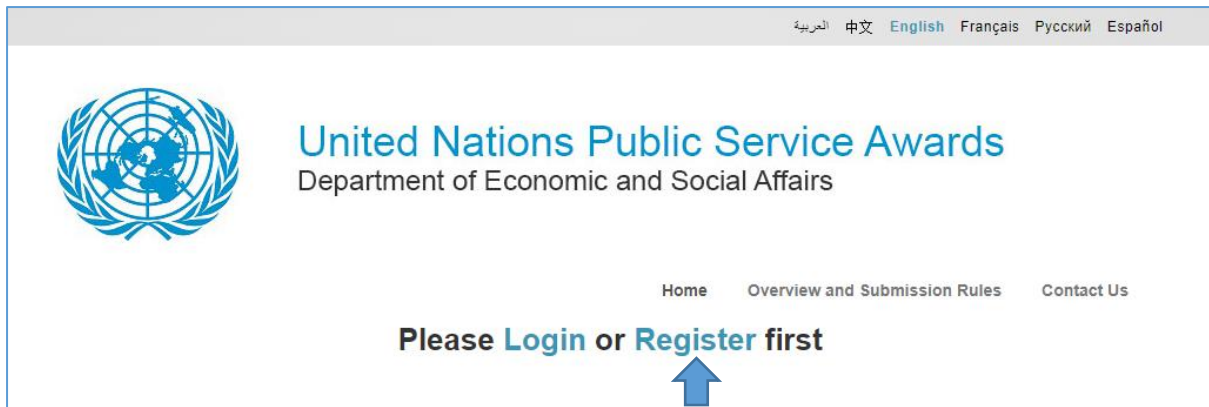 العربية 中文 English Français Русский Español
United Nations Public Service Awards
Department of Economic and Social Affairs
Home Overview and Submission Rules Contact Us
Please Login or Register first